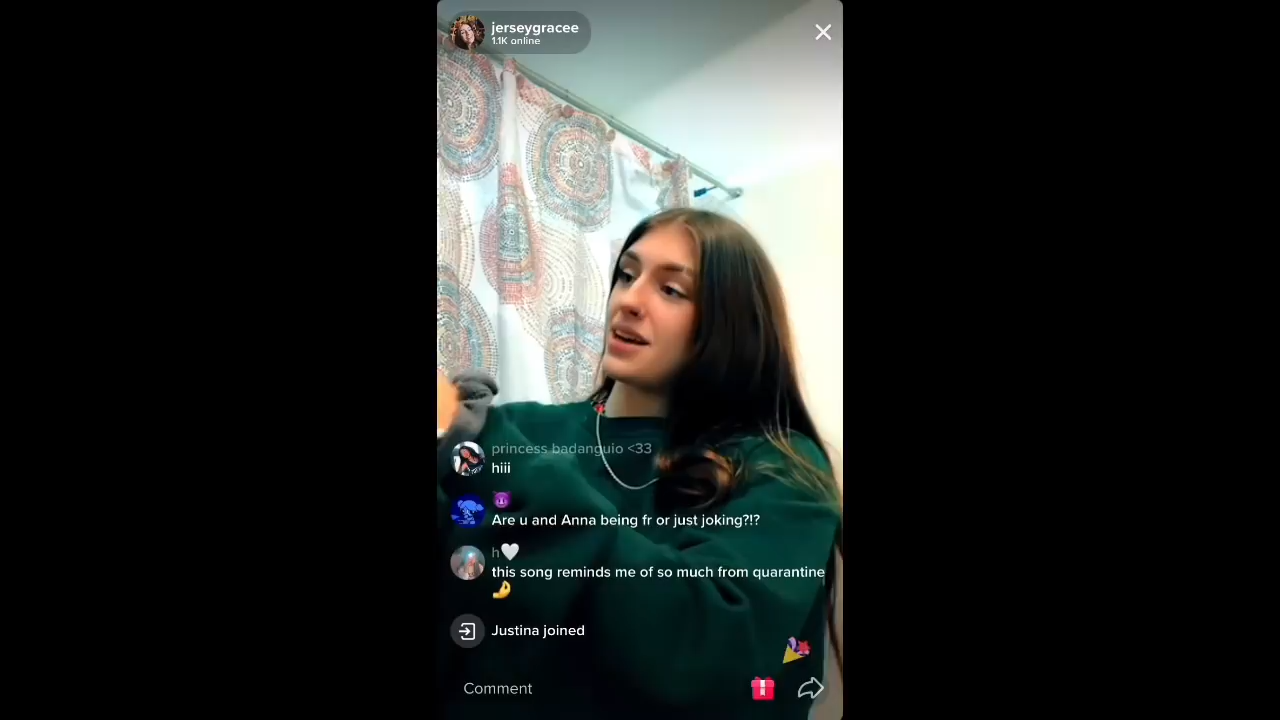 jerseygracee
1.1K online
princess badanguio <33
hiii
😈
Are u and Anna being fr or just joking?!?
h🤍
this song reminds me of so much from quarantine
🤌
Justina joined
Comment